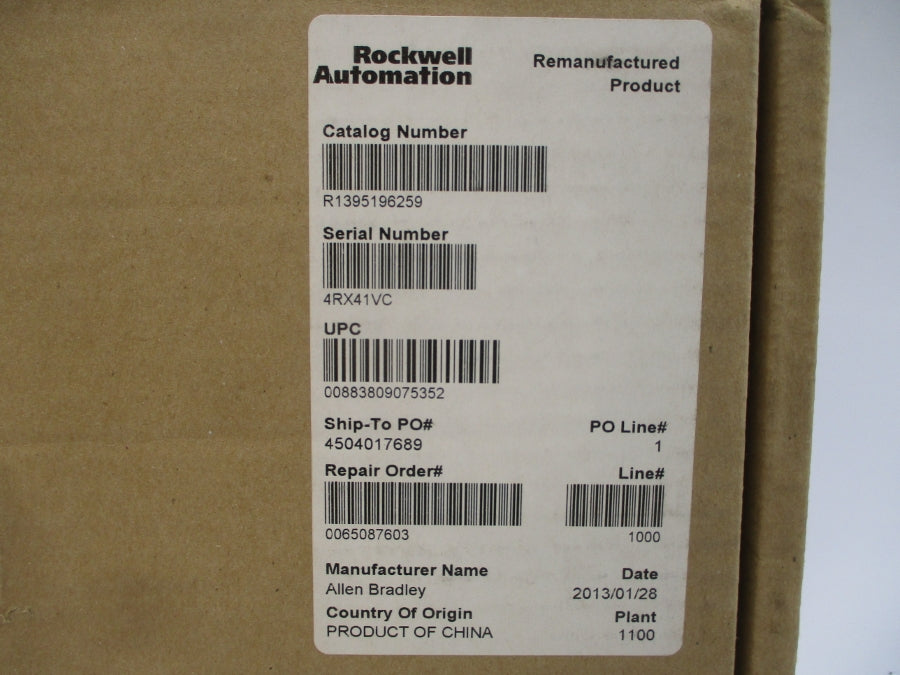 Rockwell
Automation
Remanufactured
Product
Catalog Number
R1395196259
Serial Number
4RX41VC
UPC
00883809075352
Ship-To PO# PO Line#
4504017689 1
Repair Order# Line#
0065087603 1000
Manufacturer Name Date
Allen Bradley 2013/01/28
Country Of Origin Plant
PRODUCT OF CHINA 1100